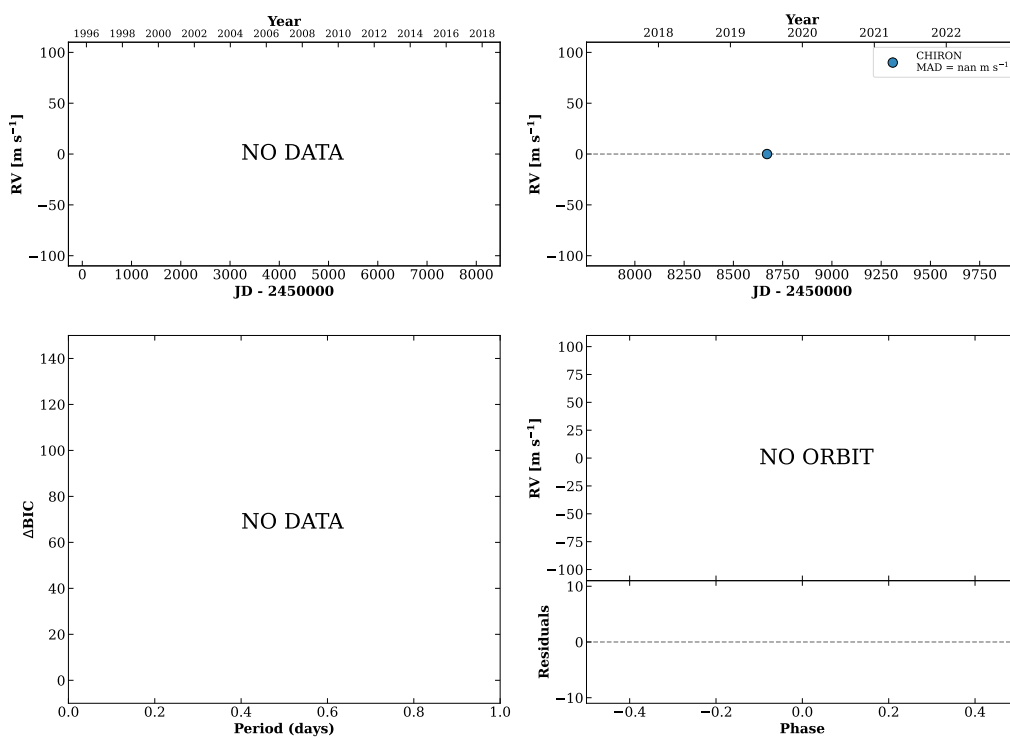 Year
1996 1998 2000 2002 2004 2006 2008 2010 2012 2014 2016 2018
100
50
0
−50
−100
RV [m s⁻¹]
NO DATA
0 1000 2000 3000 4000 5000 6000 7000 8000
JD - 2450000
Year
2018 2019 2020 2021 2022
CHIRON
MAD = nan m s⁻¹
100
50
0
−50
−100
RV [m s⁻¹]
8000 8250 8500 8750 9000 9250 9500 9750
JD - 2450000
140
120
100
80
60
40
20
0
ΔBIC
NO DATA
0.0 0.2 0.4 0.6 0.8 1.0
Period (days)
100
75
50
25
0
−25
−50
−75
−100
RV [m s⁻¹]
NO ORBIT
10
0
−10
Residuals
−0.4 −0.2 0.0 0.2 0.4
Phase